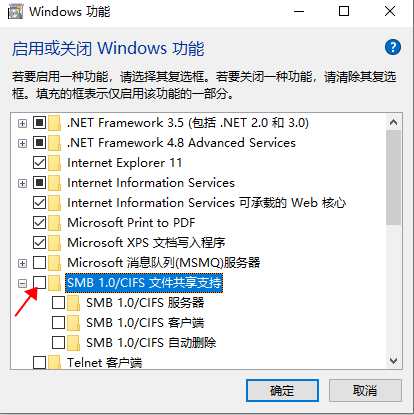 Windows 功能
启用或关闭 Windows 功能
若要启用一种功能，请选择其复选框。若要关闭一种功能，请清除其复选
框。填充的框表示仅启用该功能的一部分。
.NET Framework 3.5 (包括 .NET 2.0 和 3.0)
.NET Framework 4.8 Advanced Services
Internet Explorer 11
Internet Information Services
Internet Information Services 可承载的 Web 核心
Microsoft Print to PDF
Microsoft XPS 文档写入程序
Microsoft 消息队列(MSMQ)服务器
SMB 1.0/CIFS 文件共享支持
SMB 1.0/CIFS 服务器
SMB 1.0/CIFS 客户端
SMB 1.0/CIFS 自动删除
Telnet 客户端
确定
取消